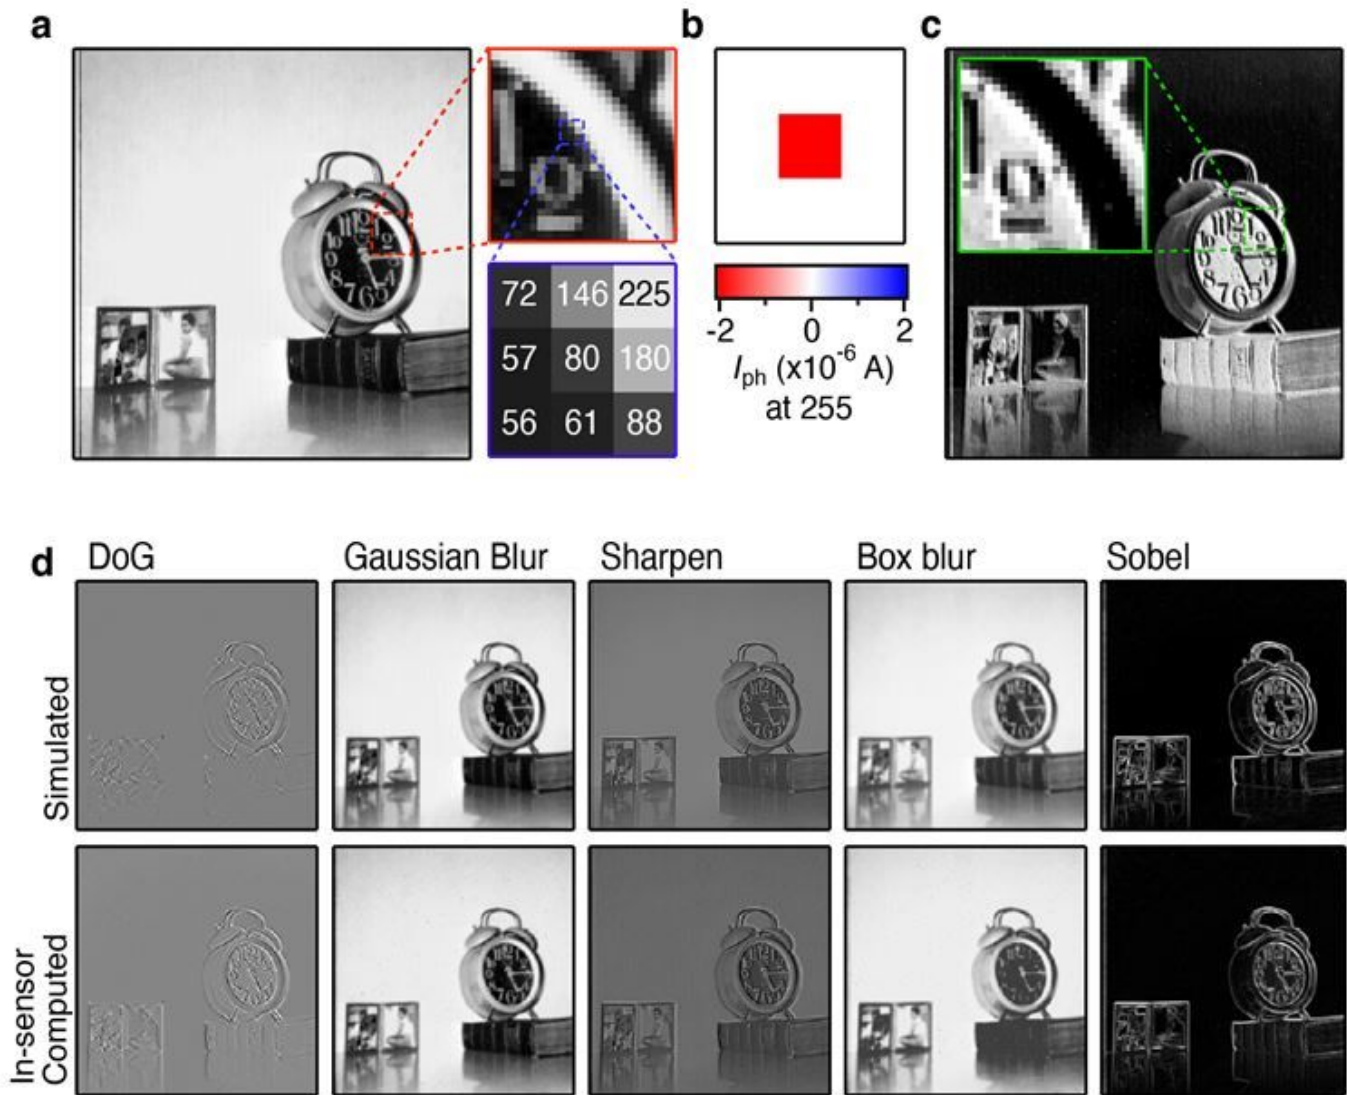 a
b
c
72 146 225
57 80 180
56 61 88
-2 0 2
Iph (x10-6 A)
at 255
d
DoG
Gaussian Blur
Sharpen
Box blur
Sobel
Simulated
In-sensor
Computed